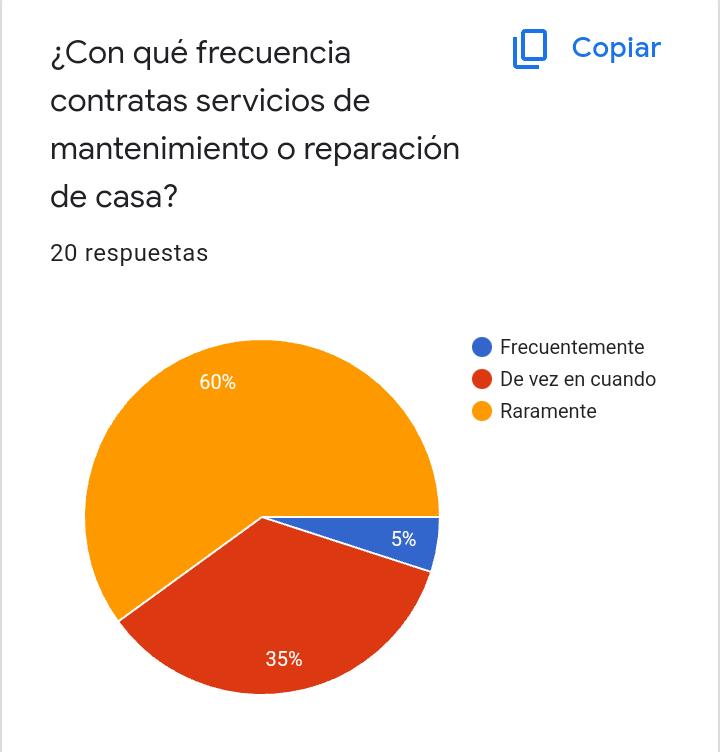 ¿Con qué frecuencia
contratas servicios de
mantenimiento o reparación
de casa?
Copiar
20 respuestas
Frecuentemente
De vez en cuando
Raramente
60%
5%
35%